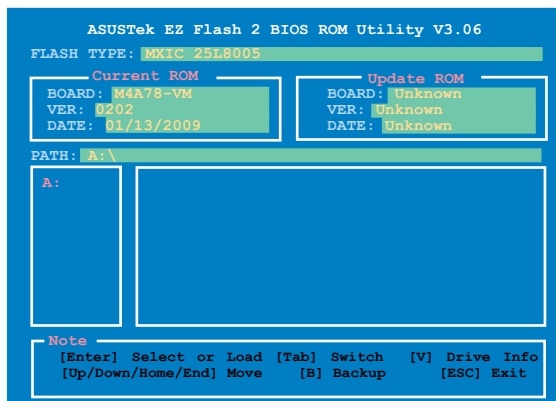 ASUSTek EZ Flash 2 BIOS ROM Utility V3.06
FLASH TYPE: MXIC 25L8005
Current ROM
BOARD: M4A78-VM
VER: 0202
DATE: 01/13/2009
Update ROM
BOARD: Unknown
VER: Unknown
DATE: Unknown
PATH: A:\
A:
Note
[Enter] Select or Load [Tab] Switch [V] Drive Info
[Up/Down/Home/End] Move [B] Backup [ESC] Exit